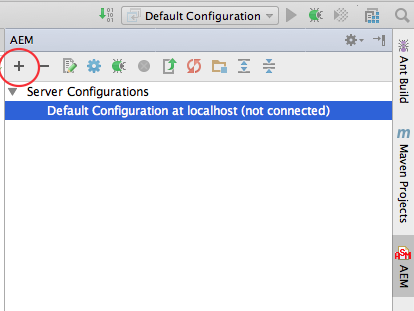 Default Configuration
AEM
Server Configurations
Default Configuration at localhost (not connected)
Ant Build
Maven Projects
AEM